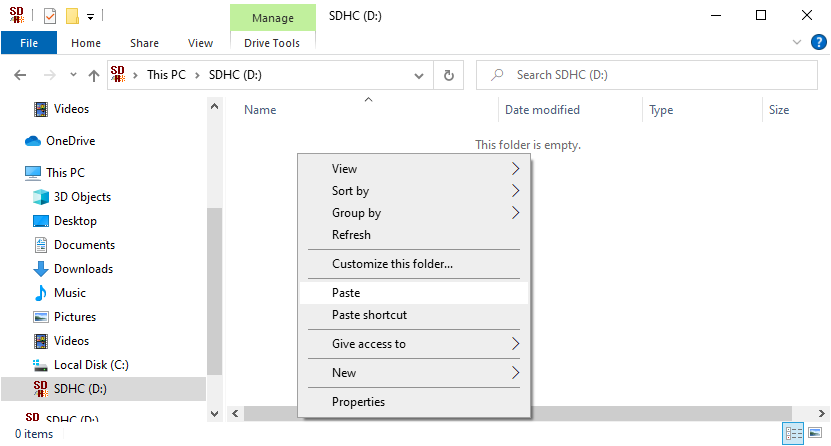 SD
Manage
SDHC (D:)
File
Home
Share
View
Drive Tools
SD
This PC
SDHC (D:)
Search SDHC (D:)
Name
Date modified
Type
Size
This folder is empty.
Videos
OneDrive
This PC
3D Objects
Desktop
Documents
Downloads
Music
Pictures
Videos
Local Disk (C:)
SD
SDHC (D:)
SD
SDHC (D:)
View
Sort by
Group by
Refresh
Customize this folder...
Paste
Paste shortcut
Give access to
New
Properties
0 items